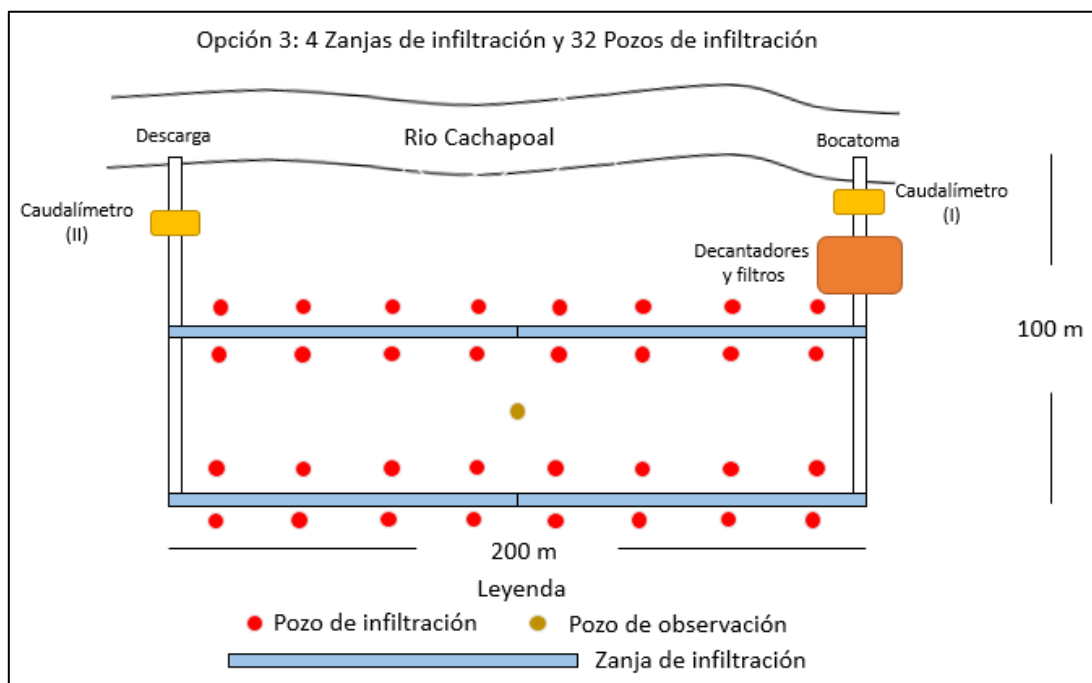 Opción 3: 4 Zanjas de infiltración y 32 Pozos de infiltración
Descarga
Rio Cachapoal
Bocatoma
Caudalímetro
(II)
Caudalímetro
(I)
Decantadores
y filtros
100 m
200 m
Leyenda
Pozo de infiltración
Pozo de observación
Zanja de infiltración